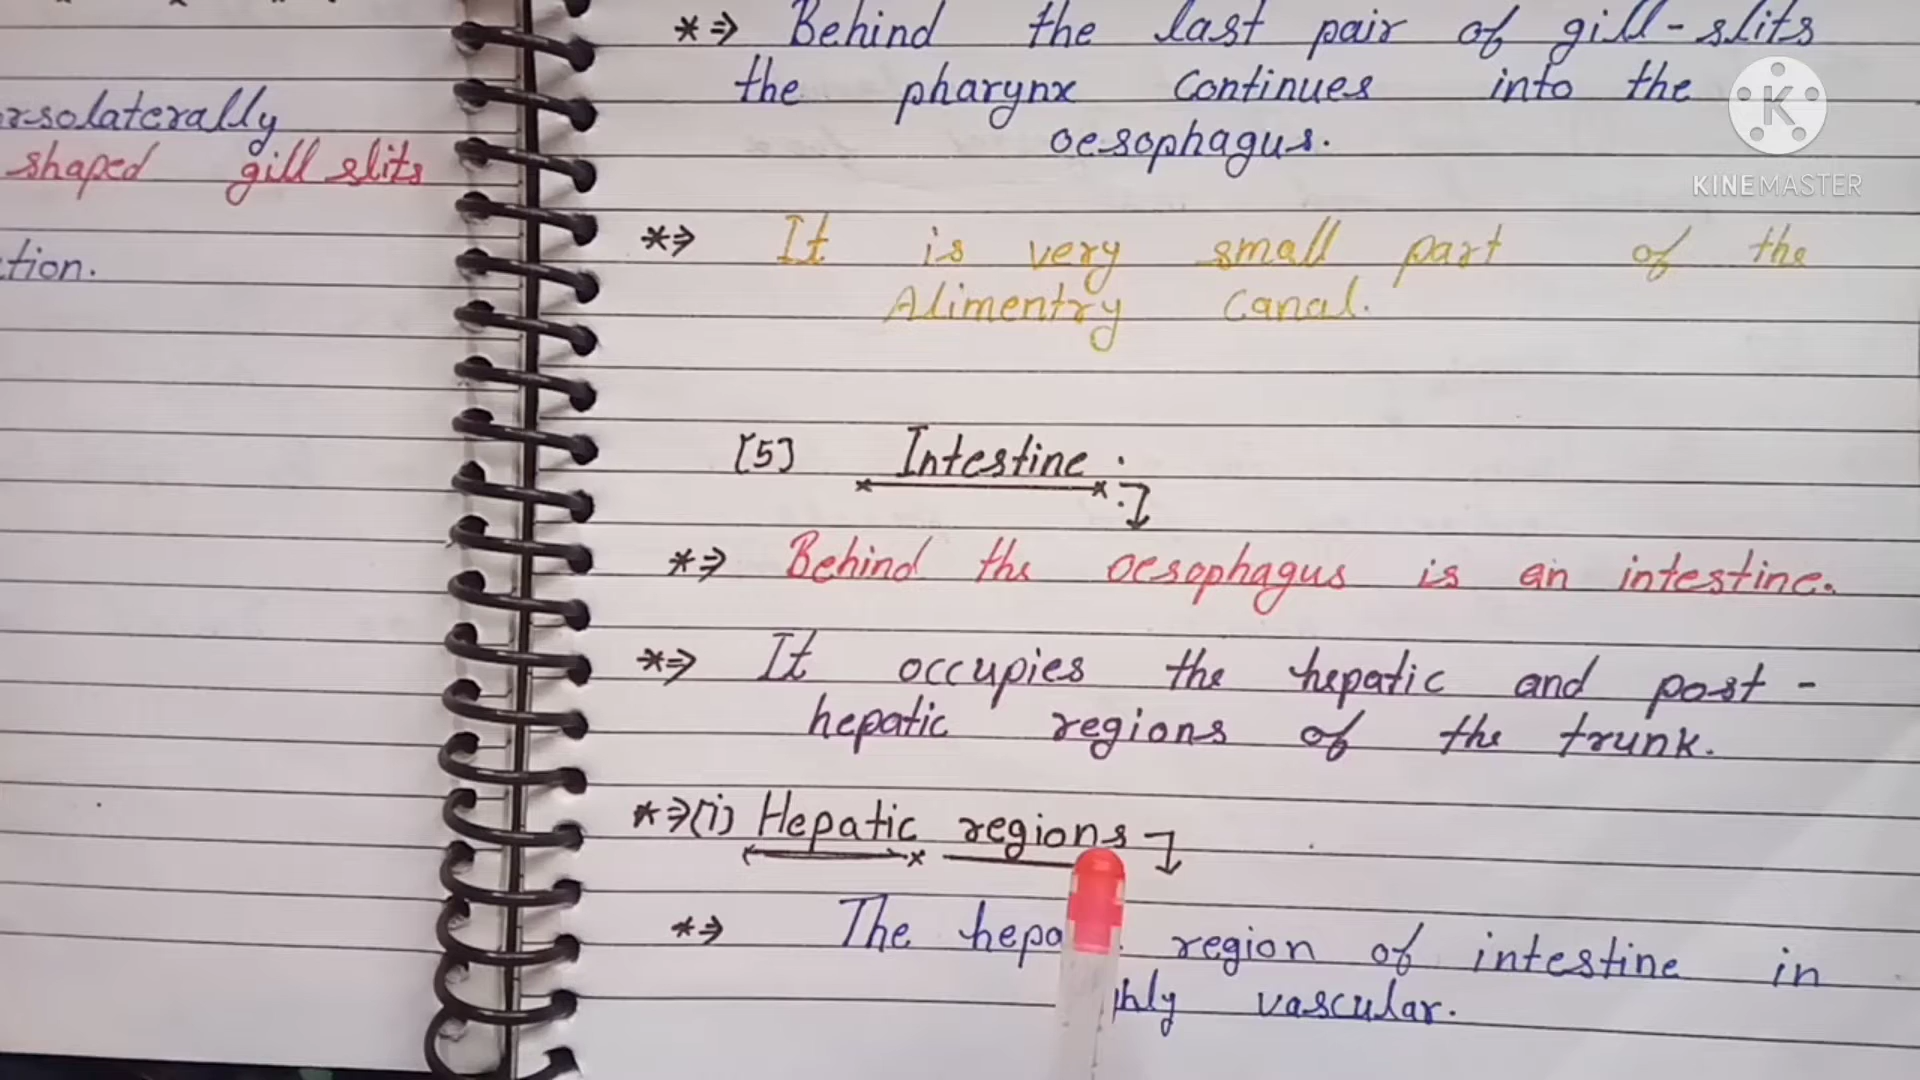 rsolaterally
shaped gill slits
tion.
*⇒ Behind the last pair of gill-slits
the pharynx continues into the
oesophagus.
*⇒ It is very small part of the
Alimentry Canal.
[5] Intestine :
*⇒ Behind the oesophagus is an intestine.
*⇒ It occupies the hepatic and post-
hepatic regions of the trunk.
*⇒(i) Hepatic regions
*⇒ The hepa region of intestine in
hly vascular.
K
KINEMASTER